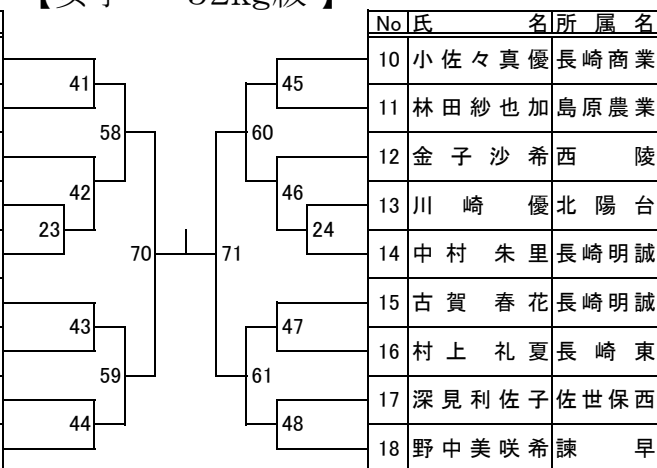 kg級 】
No 氏 名 所属名
10 小佐々真優 長崎商業
11 林田紗也加 島原農業
12 金子沙希 西陵
13 川崎優 北陽台
14 中村朱里 長崎明誠
15 古賀春花 長崎明誠
16 村上礼夏 長崎東
17 深見利佐子 佐世保西
18 野中美咲希 諫早
41
45
58
60
42
46
23
24
70
71
43
47
59
61
44
48